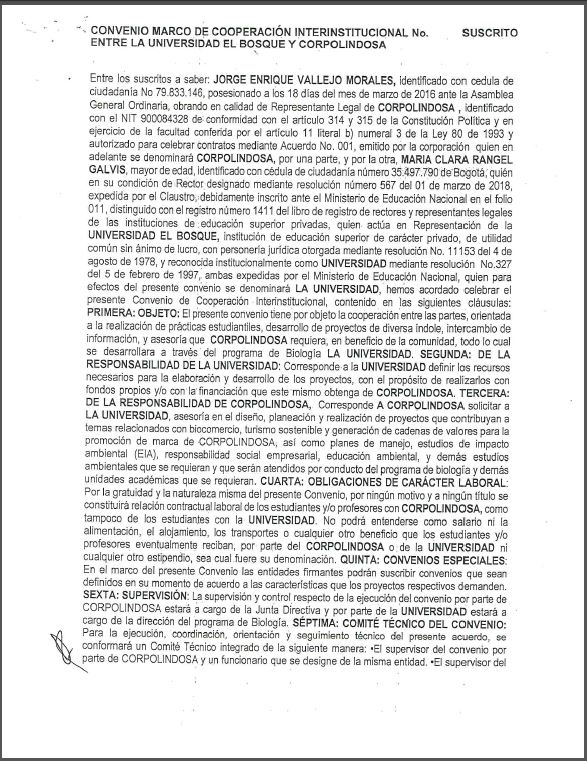 CONVENIO MARCO DE COOPERACIÓN INTERINSTITUCIONAL No. SUSCRITO
ENTRE LA UNIVERSIDAD EL BOSQUE Y CORPOLINDOSA
Entre los suscritos a saber: JORGE ENRIQUE VALLEJO MORALES, identificado con cedula de
ciudadanía No 79.833.146, posesionado a los 18 días del mes de marzo de 2016 ante la Asamblea
General Ordinaria, obrando en calidad de Representante Legal de CORPOLINDOSA , identificado
con el NIT 900084328 de conformidad con el articulo 314 y 315 de la Constitución Política y en
ejercicio de la facultad conferida por el articulo 11 literal b) numeral 3 de la Ley 80 de 1993 y
autorizado para celebrar contratos mediante Acuerdo No. 001, emitido por la corporación quien en
adelante se denominará CORPOLINDOSA, por una parte, y por la otra, MARIA CLARA RANGEL
GALVIS, mayor de edad, identificado con cédula de ciudadanía número 35.497.790 de Bogotá, quién
en su condición de Rector designado mediante resolución número 567 del 01 de marzo de 2018,
expedida por el Claustro, debidamente inscrito ante el Ministerio de Educación Nacional en el folio
011, distinguido con el registro número 1411 del libro de registro de rectores y representantes legales
de las instituciones de educación superior privadas, quien actúa en Representación de la
UNIVERSIDAD EL BOSQUE, institución de educación superior de carácter privado, de utilidad
común sin ánimo de lucro, con personería jurídica otorgada mediante resolución No. 11153 del 4 de
agosto de 1978, y reconocida institucionalmente como UNIVERSIDAD mediante resolución No.327
del 5 de febrero de 1997, ambas expedidas por el Ministerio de Educación Nacional, quien para
efectos del presente convenio se denominará LA UNIVERSIDAD, hemos acordado celebrar el
presente Convenio de Cooperación Interinstitucional, contenido en las siguientes cláusulas:
PRIMERA: OBJETO: El presente convenio tiene por objeto la cooperación entre las partes, orientada
a la realización de prácticas estudiantiles, desarrollo de proyectos de diversa índole, intercambio de
información, y asesoría que CORPOLINDOSA requiera, en beneficio de la comunidad, todo lo cual
se desarrollara a través del programa de Biología LA UNIVERSIDAD. SEGUNDA: DE LA
RESPONSABILIDAD DE LA UNIVERSIDAD: Corresponde a la UNIVERSIDAD definir los recursos
necesarios para la elaboración y desarrollo de los proyectos, con el propósito de realizarlos con
fondos propios y/o con la financiación que este mismo obtenga de CORPOLINDOSA. TERCERA:
DE LA RESPONSABILIDAD DE CORPOLINDOSA, Corresponde A CORPOLINDOSA solicitar a
LA UNIVERSIDAD, asesoría en el diseño, planeación y realización de proyectos que contribuyan a
temas relacionados con biocomercio, turismo sostenible y generación de cadenas de valores para la
promoción de marca de CORPOLINDOSA, así como planes de manejo, estudios de impacto
ambiental (EIA), responsabilidad social empresarial, educación ambiental, y demás estudios
ambientales que se requieran y que serán atendidos por conducto del programa de biología y demás
unidades académicas que se requieran. CUARTA: OBLIGACIONES DE CARÁCTER LABORAL:
Por la gratuidad y la naturaleza misma del presente Convenio, por ningún motivo y a ningún título se
constituirá relación contractual laboral de los estudiantes y/o profesores con CORPOLINDOSA, como
tampoco de los estudiantes con la UNIVERSIDAD. No podrá entenderse como salario ni la
alimentación, el alojamiento, los transportes o cualquier otro beneficio que los estudiantes y/o
profesores eventualmente reciban, por parte del CORPOLINDOSA o de la UNIVERSIDAD ni
cualquier otro estipendio, sea cual fuere su denominación. QUINTA: CONVENIOS ESPECIALES:
En el marco del presente Convenio las entidades firmantes podrán suscribir convenios que sean
definidos en su momento de acuerdo a las características que los proyectos respectivos demanden.
SEXTA: SUPERVISIÓN: La supervisión y control respecto de la ejecución del convenio por parte de
CORPOLINDOSA estará a cargo de la Junta Directiva y por parte de la UNIVERSIDAD estará a
cargo de la dirección del programa de Biología. SÉPTIMA: COMITÉ TÉCNICO DEL CONVENIO:
Para la ejecución, coordinación, orientación y seguimiento técnico del presente acuerdo, se
conformará un Comité Técnico integrado de la siguiente manera: •El supervisor del convenio por
parte de CORPOLINDOSA y un funcionario que se designe de la misma entidad. •El supervisor del